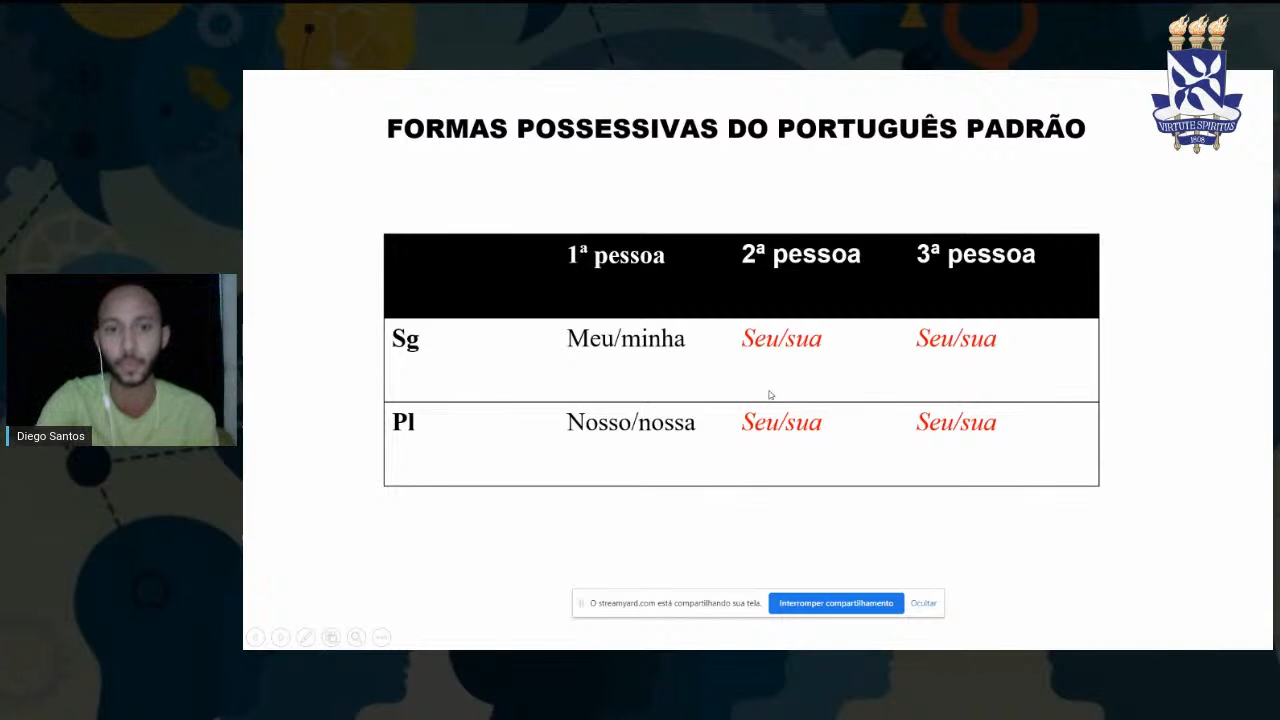 FORMAS POSSESSIVAS DO PORTUGUÊS PADRÃO
VIRTUTE SPIRITUS
1808
1ª pessoa 2ª pessoa 3ª pessoa
Sg Meu/minha Seu/sua Seu/sua
Pl Nosso/nossa Seu/sua Seu/sua
Diego Santos
O streamyard.com está compartilhando sua tela. Interromper compartilhamento Ocultar